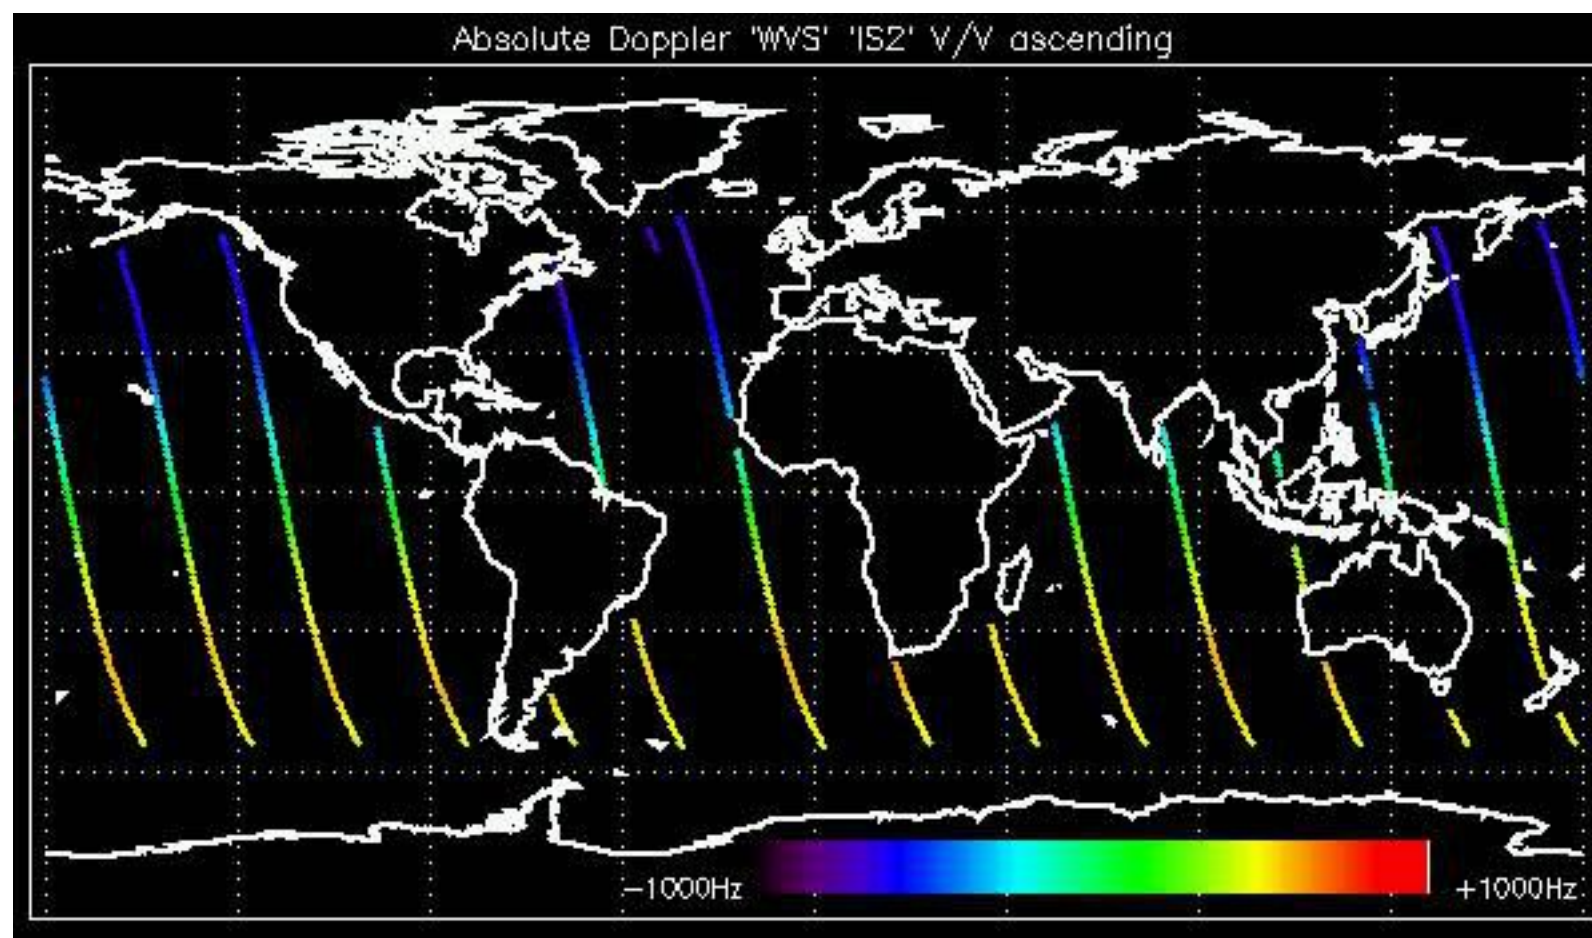 Absolute Doppler 'WVS' 'IS2' V/V ascending
−1000Hz
+1000Hz